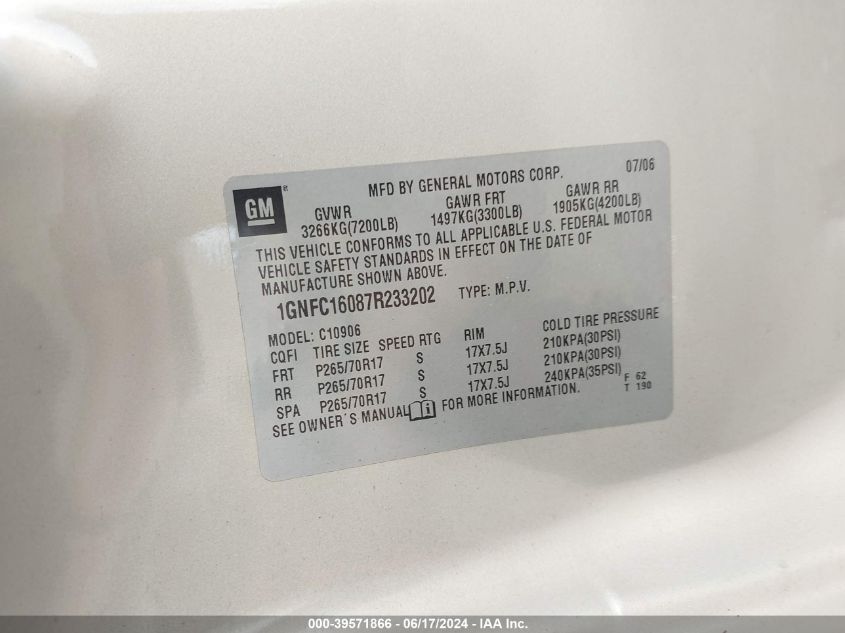 GM ®
MFD BY GENERAL MOTORS CORP. 07/06
GVWR GAWR FRT GAWR RR
3266KG(7200LB) 1497KG(3300LB) 1905KG(4200LB)
THIS VEHICLE CONFORMS TO ALL APPLICABLE U.S. FEDERAL MOTOR
VEHICLE SAFETY STANDARDS IN EFFECT ON THE DATE OF
MANUFACTURE SHOWN ABOVE.
1GNFC16087R233202 TYPE: M.P.V.
MODEL: C10906
CQFI TIRE SIZE SPEED RTG RIM COLD TIRE PRESSURE
FRT P265/70R17 S 17X7.5J 210KPA(30PSI)
RR P265/70R17 S 17X7.5J 210KPA(30PSI)
SPA P265/70R17 S 17X7.5J 240KPA(35PSI)
SEE OWNER'S MANUAL i FOR MORE INFORMATION.
F 62
T 190
000-39571866 - 06/17/2024 - IAA Inc.